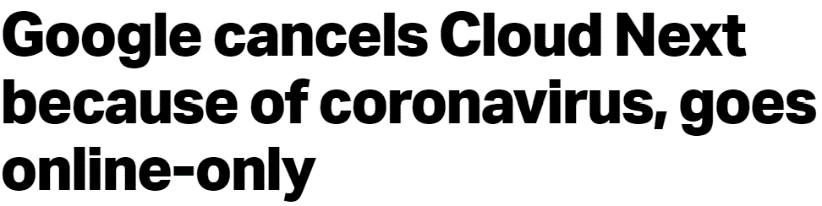 Google cancels Cloud Next
because of coronavirus, goes
online-only